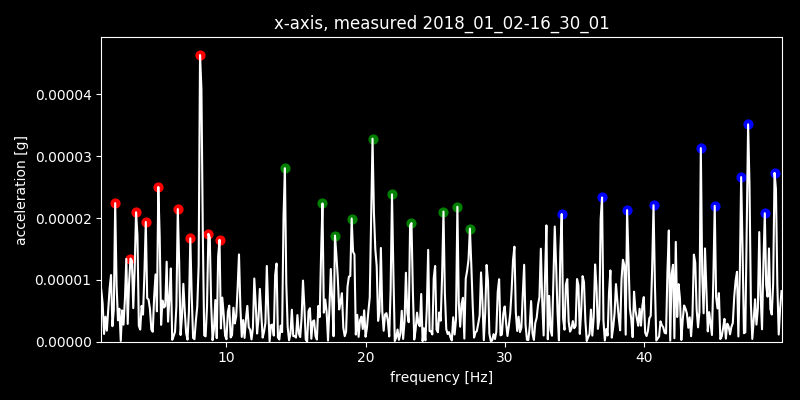 x-axis, measured 2018_01_02-16_30_01
acceleration [g]
0.00004
0.00003
0.00002
0.00001
0.00000
10 20 30 40
frequency [Hz]